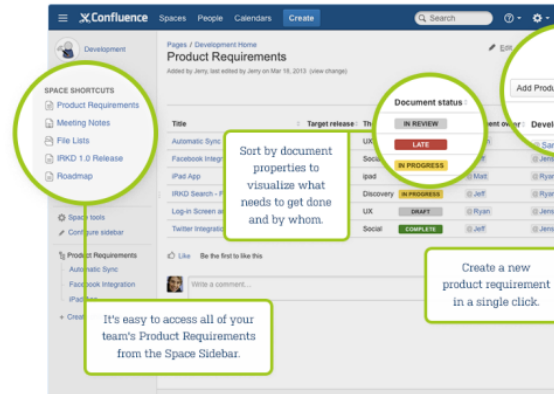 Confluence Spaces People Calendars Create Search
Development
Pages / Development Home
Product Requirements
Added by Jerry, last edited by Jerry on Mar 18, 2013 (view change)
Edit
Add Produ
SPACE SHORTCUTS
Product Requirements
Meeting Notes
File Lists
IRKD 1.0 Release
Roadmap
Space tools
Configure sidebar
Product Requirements
Automatic Sync
Facebook Integration
iPad App
+ Create
Title Target release Document status
Automatic Sync UX IN REVIEW
Facebook Integr Social LATE
iPad App ipad IN PROGRESS Matt Ryan
IRKD Search - F Discovery IN PROGRESS Jeff
Log-in Screen UX DRAFT Ryan
Twitter Integratio Social COMPLETE Jeff
Sort by document
properties to
visualize what
needs to get done
and by whom.
Like Be the first to like this
Write a comment…
Create a new
product requirement
in a single click.
It's easy to access all of your
team's Product Requirements
from the Space Sidebar.